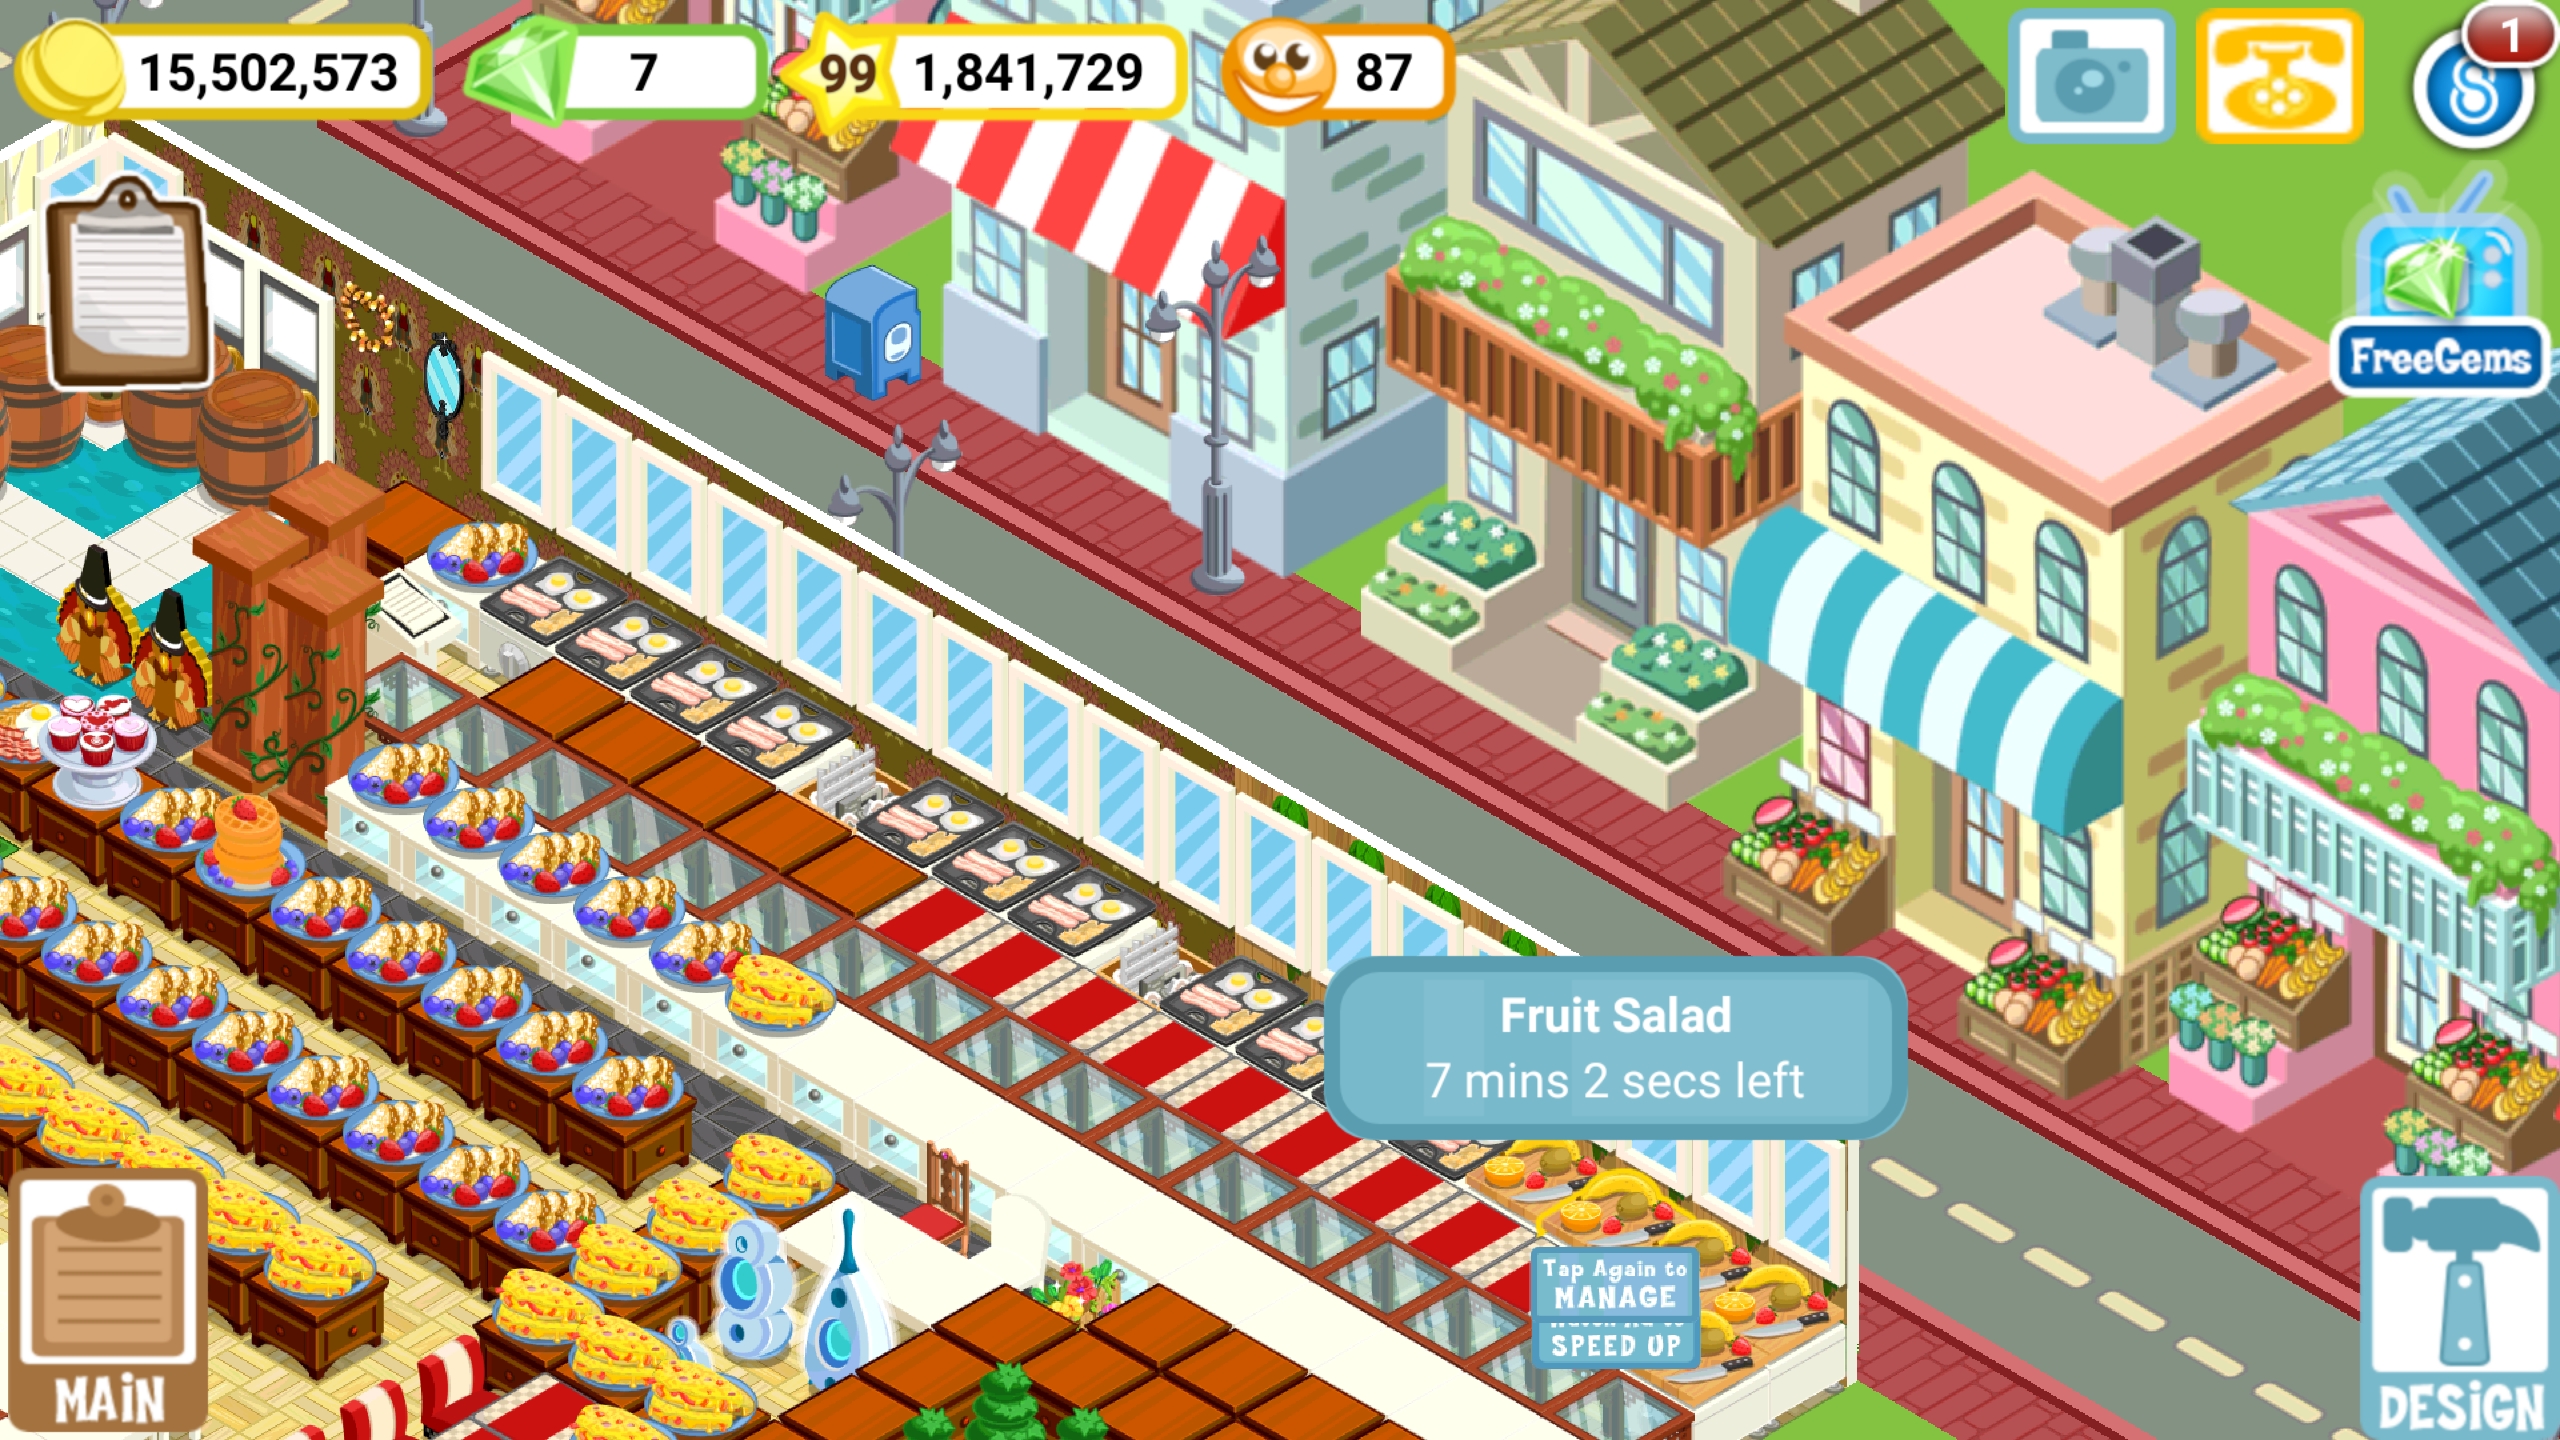 15,502,573
7
99
1,841,729
87
1
FreeGems
Fruit Salad
7 mins 2 secs left
Tap Again to
MANAGE
SPEED UP
MAIN
DESIGN